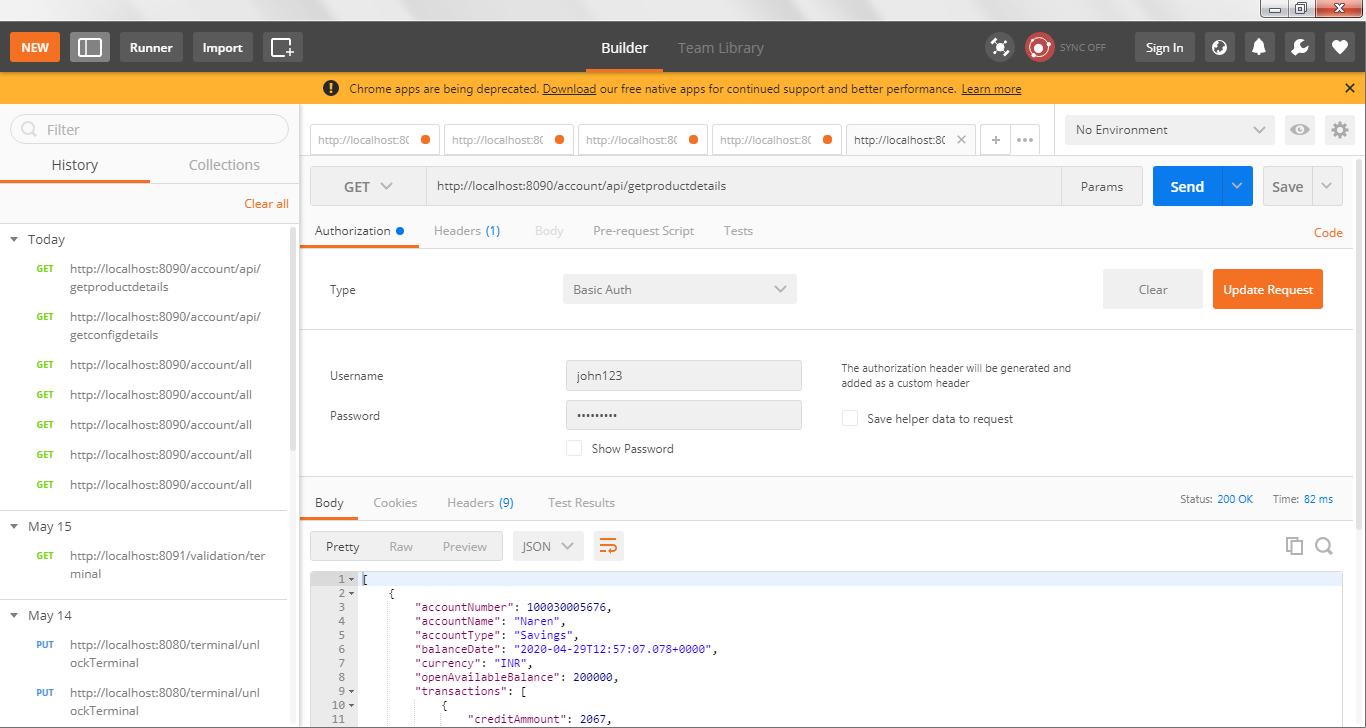 NEW Runner Import Builder Team Library SYNC OFF Sign In
Chrome apps are being deprecated. Download our free native apps for continued support and better performance. Learn more
Filter
History Collections
Clear all
Today
GET http://localhost:8090/account/api/
getproductdetails
GET http://localhost:8090/account/api/
getconfigdetails
GET http://localhost:8090/account/all
GET http://localhost:8090/account/all
GET http://localhost:8090/account/all
GET http://localhost:8090/account/all
GET http://localhost:8090/account/all
May 15
GET http://localhost:8091/validation/ter
minal
May 14
PUT http://localhost:8080/terminal/unl
ockTerminal
PUT http://localhost:8080/terminal/unl
ockTerminal
http://localhost:80 http://localhost:80 http://localhost:80 http://localhost:80 http://localhost:80 + •••
No Environment
GET http://localhost:8090/account/api/getproductdetails Params Send Save
Authorization Headers (1) Body Pre-request Script Tests Code
Type Basic Auth Clear Update Request
Username john123
Password •••••••••
Show Password
The authorization header will be generated and
added as a custom header
Save helper data to request
Body Cookies Headers (9) Test Results Status: 200 OK Time: 82 ms
Pretty Raw Preview JSON
1 [
2 {
3 "accountNumber": 100030005676,
4 "accountName": "Naren",
5 "accountType": "Savings",
6 "balanceDate": "2020-04-29T12:57:07.078+0000",
7 "currency": "INR",
8 "openAvailableBalance": 200000,
9 "transactions": [
10 {
11 "creditAmmount": 2067,